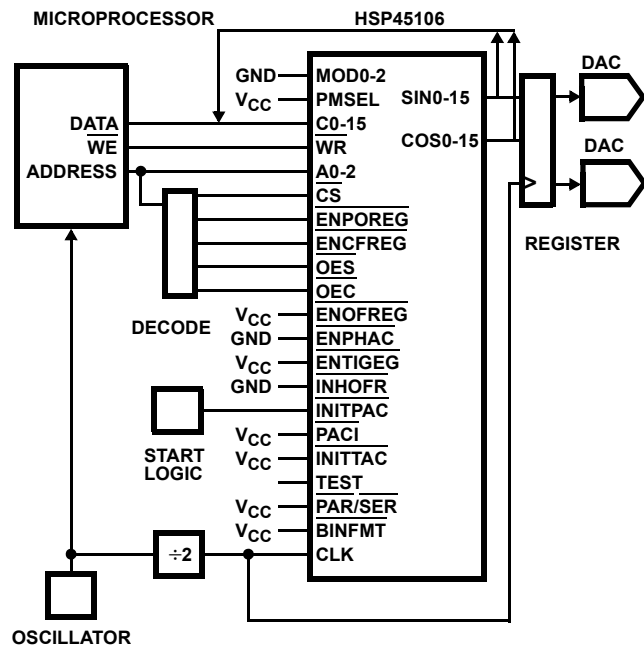 MICROPROCESSOR
HSP45106
DAC
GND
MOD0-2
VCC
PMSEL
SIN0-15
DATA
C0-15
WE
WR
COS0-15
DAC
ADDRESS
A0-2
CS
ENPOREG
ENCFREG
>
OES
REGISTER
OEC
DECODE
VCC
ENOFREG
GND
ENPHAC
VCC
ENTIGEG
GND
INHOFR
INITPAC
START
LOGIC
VCC
PACI
VCC
INITTAC
TEST
VCC
PAR/SER
VCC
BINFMT
÷2
CLK
OSCILLATOR